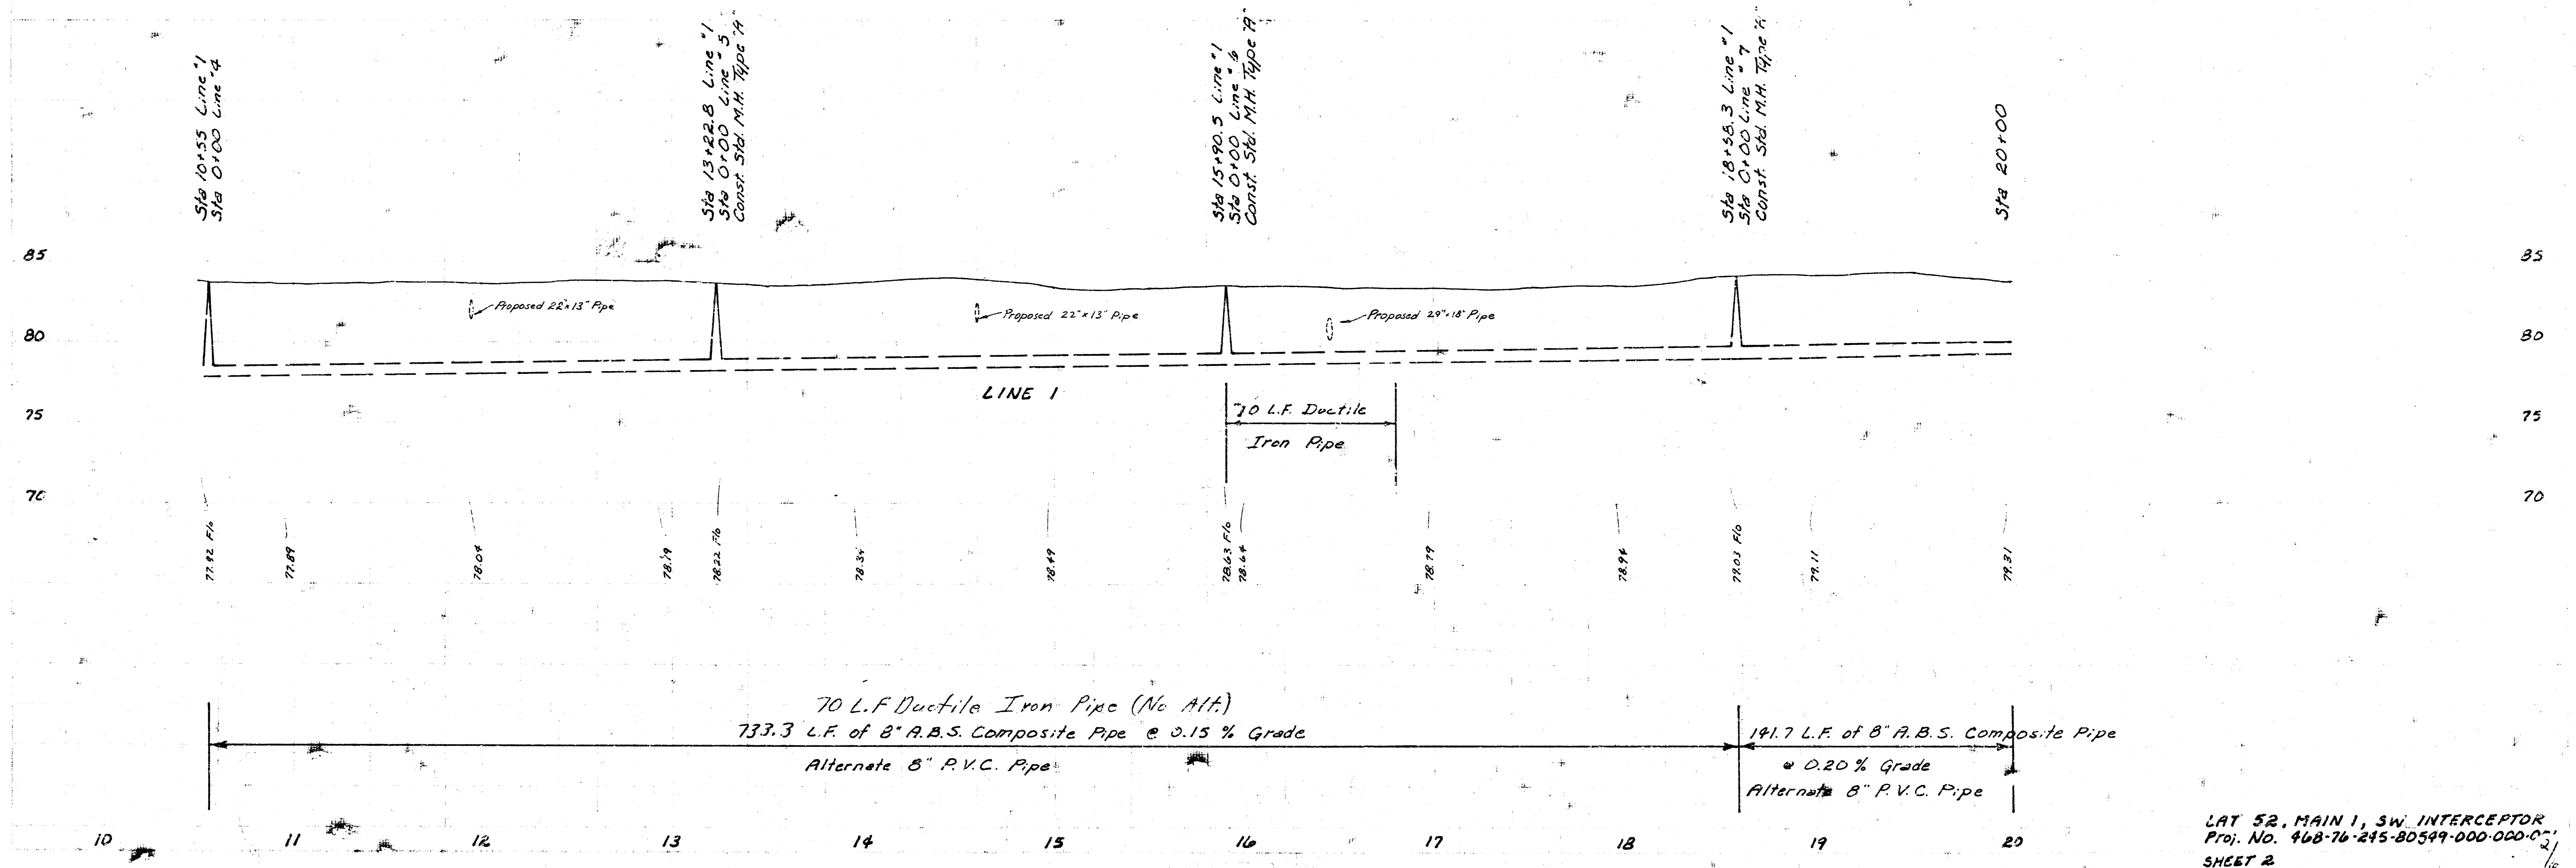 Sta 10+55 Line #1
Sta 0+00 Line #4
Sta 13+22.8 Line #1
Sta 0+00 Line #5
Const. Std. M.H. Type "A"
Sta 15+90.5 Line #1
Sta 0+00 Line #6
Const. Std. M.H. Type "A"
Sta 18+58.3 Line #1
Sta 0+00 Line #7
Const. Std. M.H. Type "A"
Sta 20+00
85
85
Proposed 22"x13" Pipe
Proposed 22"x13" Pipe
Proposed 29"x18" Pipe
80
80
LINE 1
75
70 L.F. Ductile
75
Iron Pipe
70
70
77.82 F/o
77.89
78.04
78.19
78.22 F/o
78.34
78.49
78.63 F/o
78.64
78.79
78.94
79.03 F/o
79.11
79.31
70 L.F Ductile Iron Pipe (No Alt.)
733.3 L.F. of 8" A.B.S. Composite Pipe @ 0.15 % Grade
Alternate 8" P.V.C. Pipe
141.7 L.F. of 8" A.B.S. Composite Pipe
@ 0.20 % Grade
Alternate 8" P.V.C. Pipe
10 11 12 13 14 15 16 17 18 19 20
LAT 52, MAIN 1, SW INTERCEPTOR
Proj. No. 468-76-245-80549-000-000-
SHEET 2